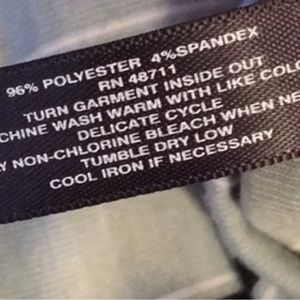 96% POLYESTER 4%SPANDEX
RN 48711
TURN GARMENT INSIDE OUT
CHINE WASH WARM WITH LIKE COLO
DELICATE CYCLE
Y NON-CHLORINE BLEACH WHEN NE
TUMBLE DRY LOW
COOL IRON IF NECESSARY